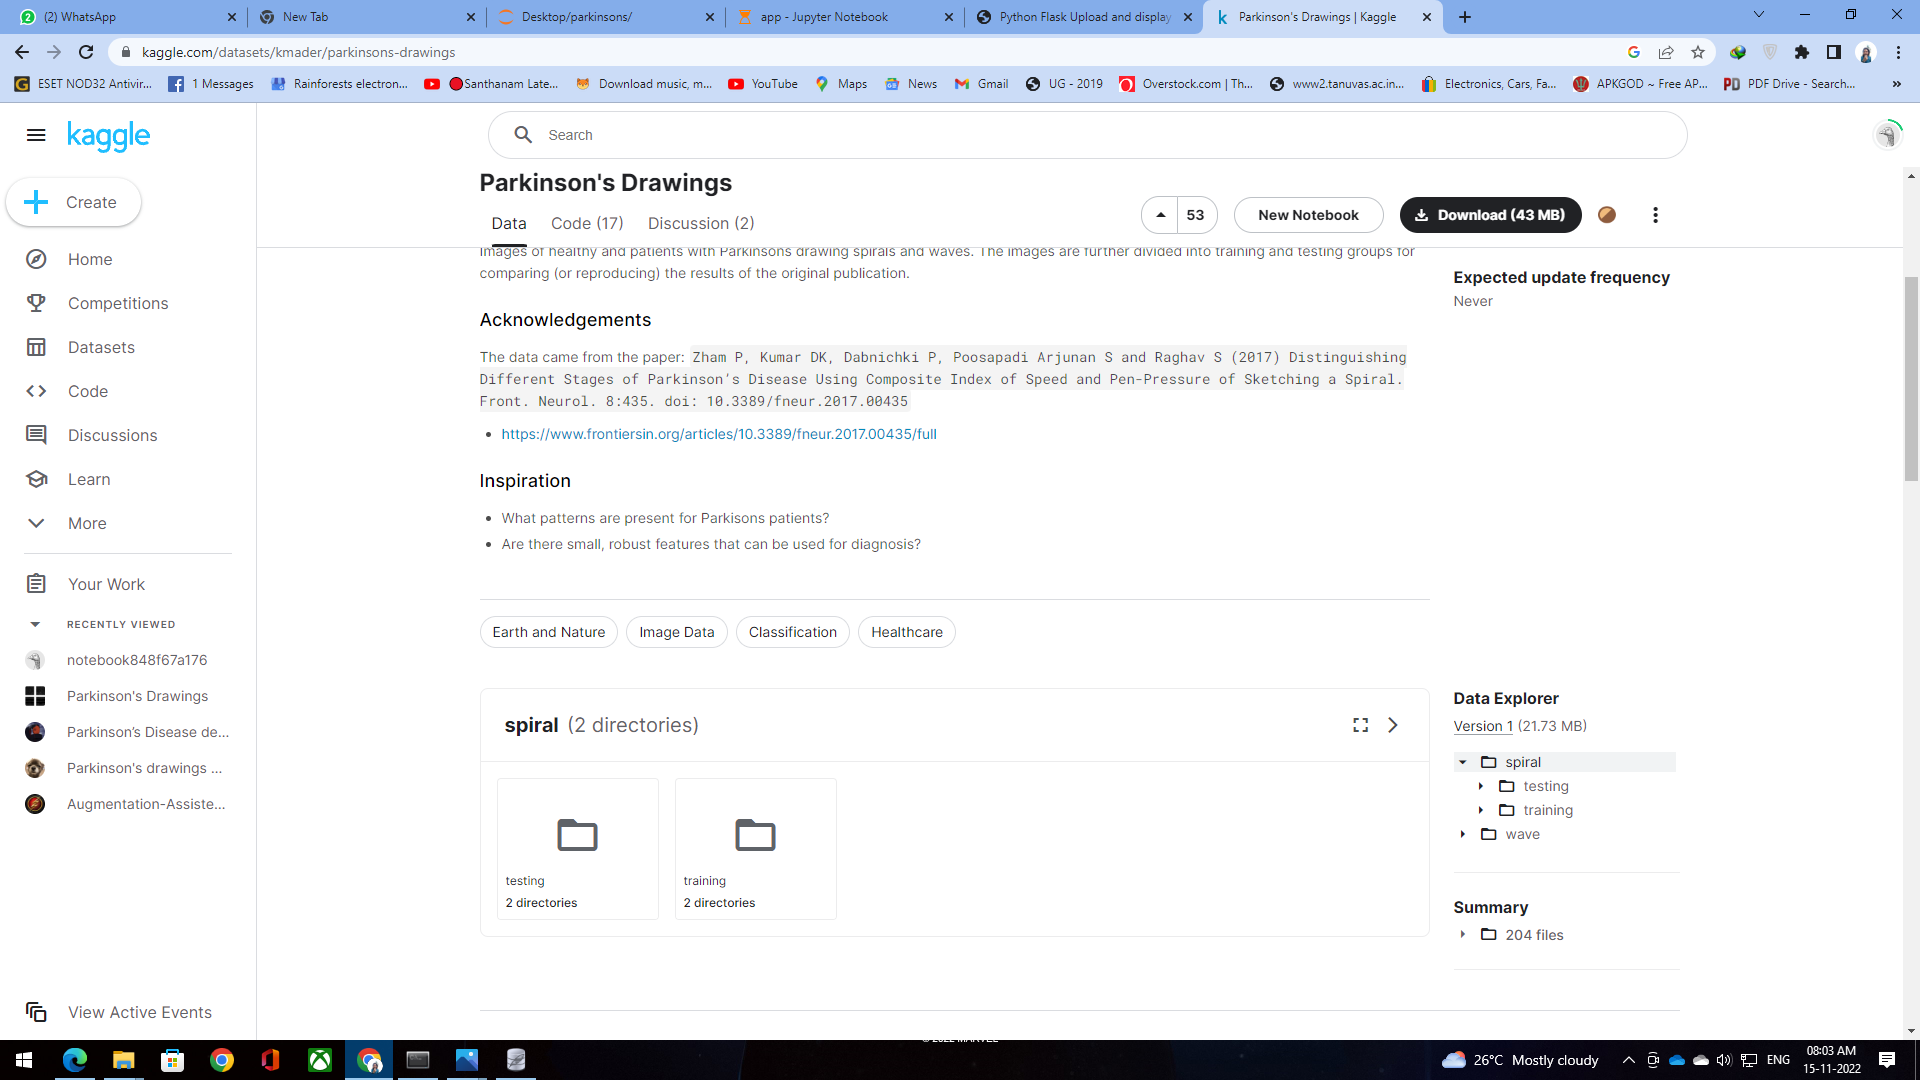 (2) WhatsApp
New Tab
Desktop/parkinsons/
app - Jupyter Notebook
Python Flask Upload and display
Parkinson's Drawings | Kaggle
kaggle.com/datasets/kmader/parkinsons-drawings
ESET NOD32 Antivir...
1 Messages
Rainforests electron...
Santhanam Late...
Download music, m...
YouTube
Maps
News
Gmail
UG - 2019
Overstock.com | Th...
www2.tanuvas.ac.in...
Electronics, Cars, Fa...
APKGOD ~ Free AP...
PD PDF Drive - Search...
»
kaggle
Search
Create
Home
Competitions
Datasets
Code
Discussions
Learn
More
Your Work
RECENTLY VIEWED
notebook848f67a176
Parkinson's Drawings
Parkinson's Disease de...
Parkinson's drawings ...
Augmentation-Assiste...
View Active Events
Parkinson's Drawings
Data
Code (17)
Discussion (2)
53
New Notebook
Download (43 MB)
Images of healthy and patients with Parkinsons drawing spirals and waves. The images are further divided into training and testing groups for
comparing (or reproducing) the results of the original publication.
Acknowledgements
The data came from the paper: Zham P, Kumar DK, Dabnichki P, Poosapadi Arjunan S and Raghav S (2017) Distinguishing
Different Stages of Parkinson's Disease Using Composite Index of Speed and Pen-Pressure of Sketching a Spiral.
Front. Neurol. 8:435. doi: 10.3389/fneur.2017.00435
• https://www.frontiersin.org/articles/10.3389/fneur.2017.00435/full
Inspiration
• What patterns are present for Parkisons patients?
• Are there small, robust features that can be used for diagnosis?
Earth and Nature
Image Data
Classification
Healthcare
spiral (2 directories)
testing
2 directories
training
2 directories
Expected update frequency
Never
Data Explorer
Version 1 (21.73 MB)
spiral
testing
training
wave
Summary
204 files
© 2022 MARVEL
26°C Mostly cloudy
ENG
08:03 AM
15-11-2022